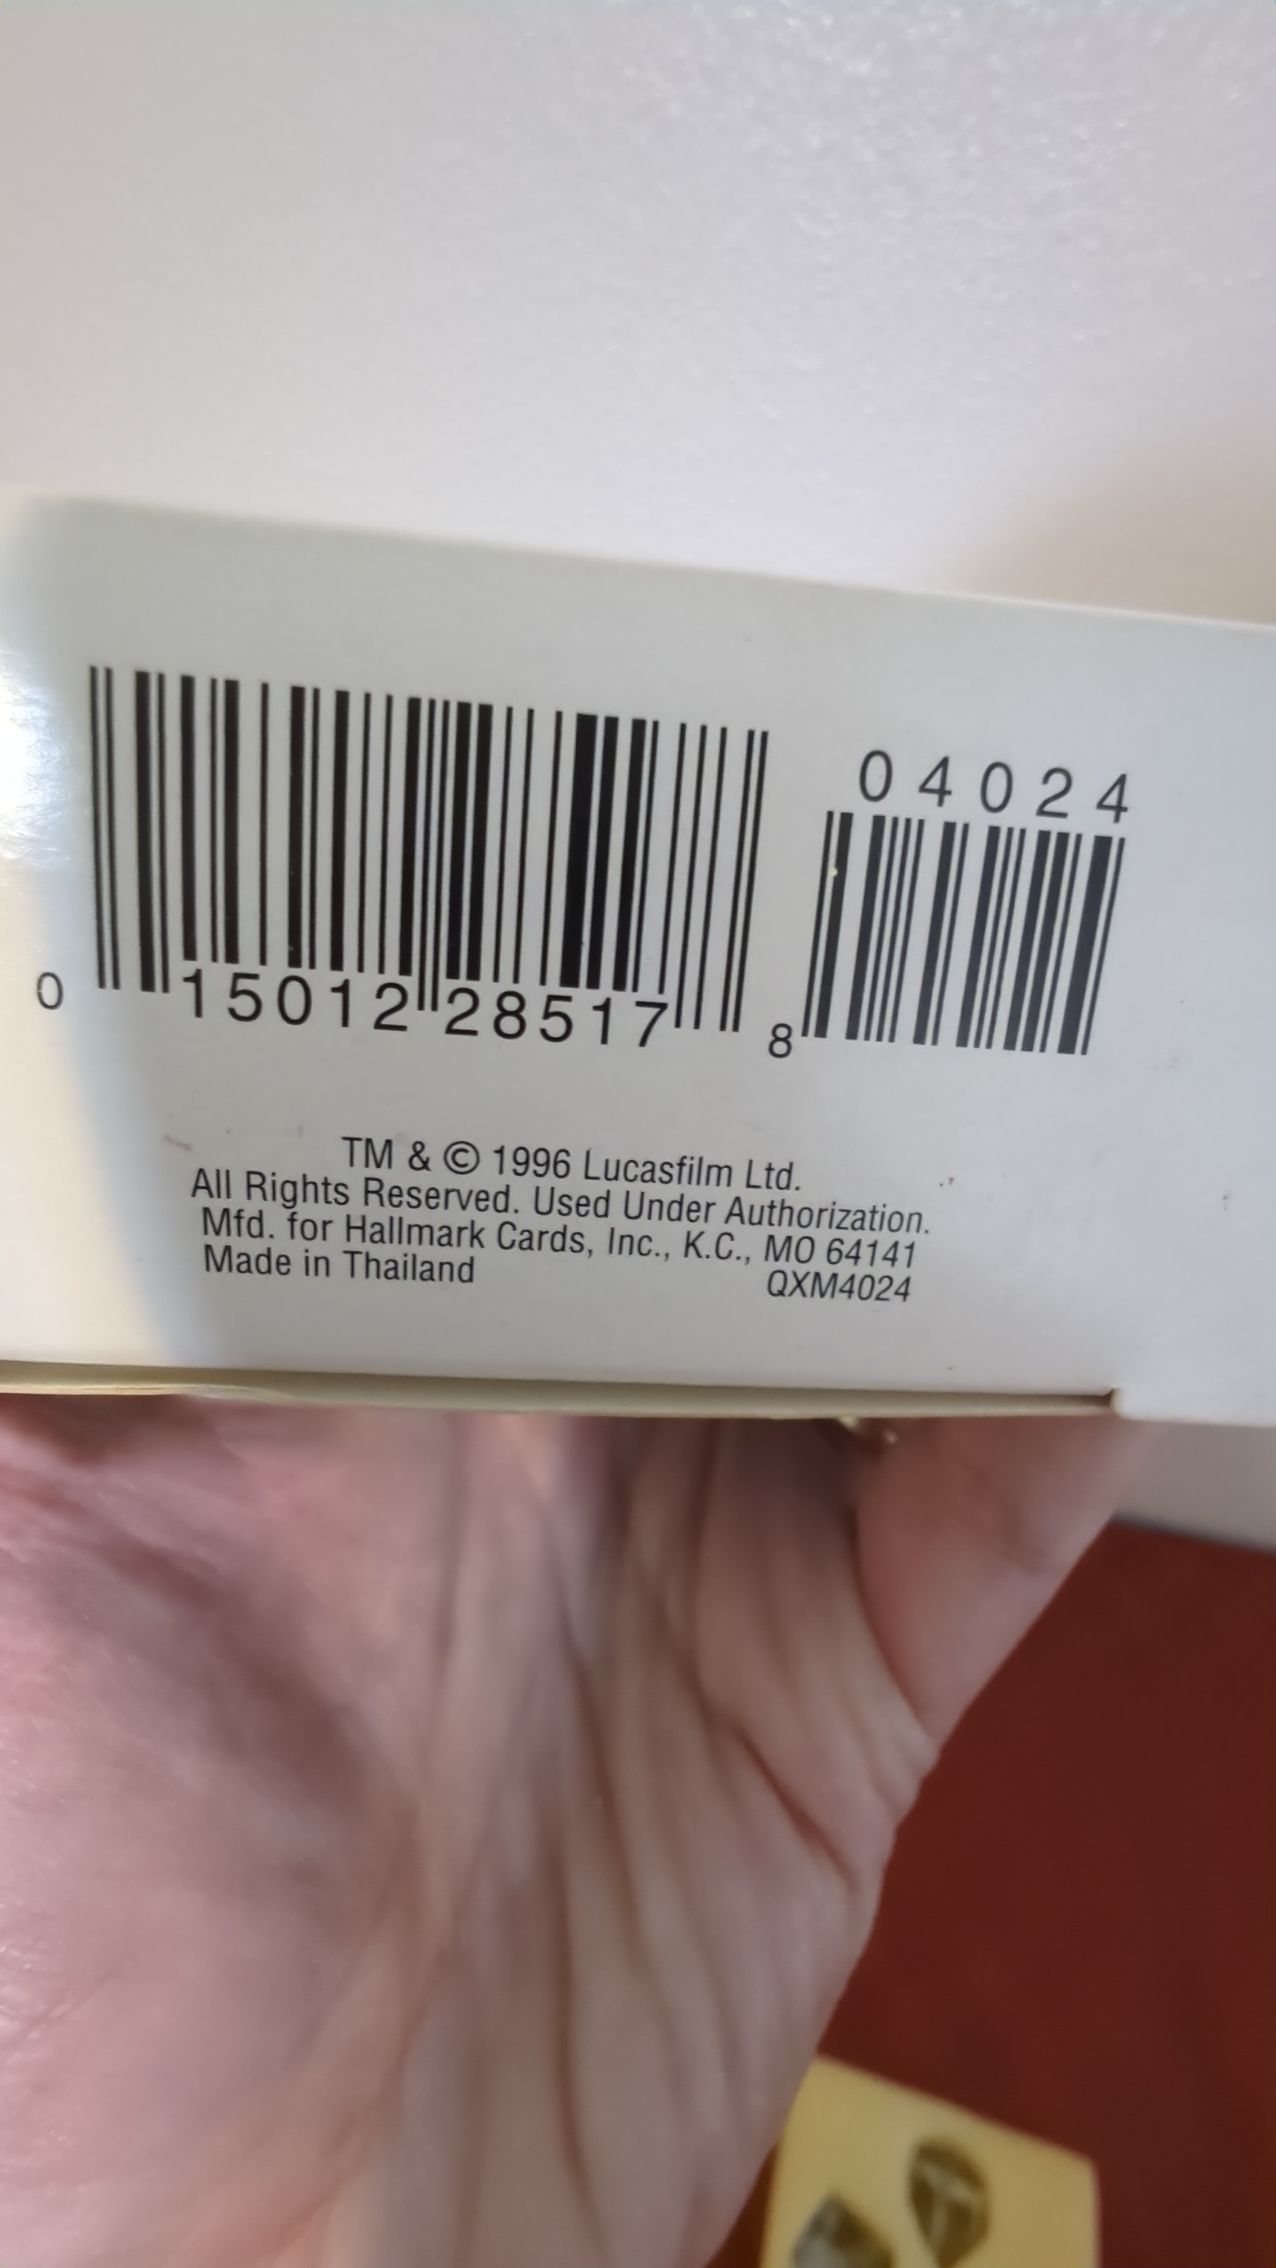 04024
0 15012 28517 8
TM & © 1996 Lucasfilm Ltd.
All Rights Reserved. Used Under Authorization.
Mfd. for Hallmark Cards, Inc., K.C., MO 64141
Made in Thailand QXM4024